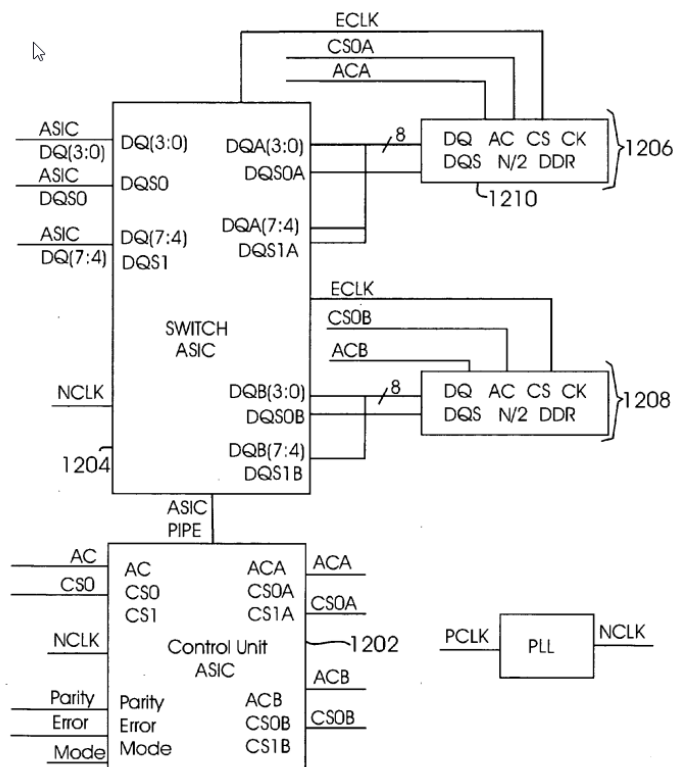 ECLK
CS0A
ACA
ASIC
DQ(3:0)
ASIC
DQS0
ASIC
DQ(7:4)
NCLK
1204
DQ(3:0)
DQS0
DQ(7:4)
DQS1
SWITCH
ASIC
DQA(3:0)
DQS0A
DQA(7:4)
DQS1A
DQB(3:0)
DQS0B
DQB(7:4)
DQS1B
8
DQ AC CS CK
DQS N/2 DDR
1206
1210
ECLK
CS0B
ACB
8
DQ AC CS CK
DQS N/2 DDR
1208
ASIC
PIPE
AC
CS0
NCLK
Parity
Error
Mode
AC
CS0
CS1
Control Unit
ASIC
Parity
Error
Mode
ACA
CS0A
CS1A
ACB
CS0B
CS1B
ACA
CS0A
1202
ACB
CS0B
PCLK
PLL
NCLK